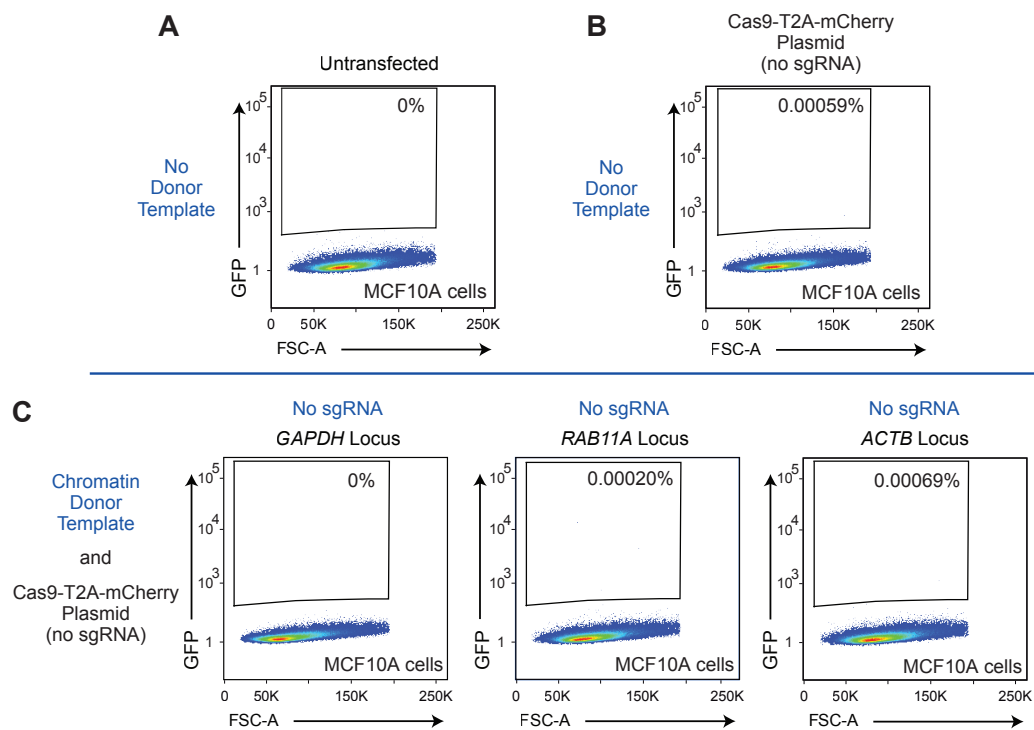 A
Untransfected
0%
No
Donor
Template
GFP
10^5
10^4
10^3
1
MCF10A cells
0
50K
150K
250K
FSC-A
B
Cas9-T2A-mCherry
Plasmid
(no sgRNA)
0.00059%
No
Donor
Template
GFP
10^5
10^4
10^3
1
MCF10A cells
0
50K
150K
250K
FSC-A
C
Chromatin
Donor
Template
and
Cas9-T2A-mCherry
Plasmid
(no sgRNA)
No sgRNA
GAPDH Locus
0%
GFP
10^5
10^4
10^3
1
MCF10A cells
0
50K
150K
250K
FSC-A
No sgRNA
RAB11A Locus
0.00020%
GFP
10^5
10^4
10^3
1
MCF10A cells
0
50K
150K
250K
FSC-A
No sgRNA
ACTB Locus
0.00069%
GFP
10^5
10^4
10^3
1
MCF10A cells
0
50K
150K
250K
FSC-A